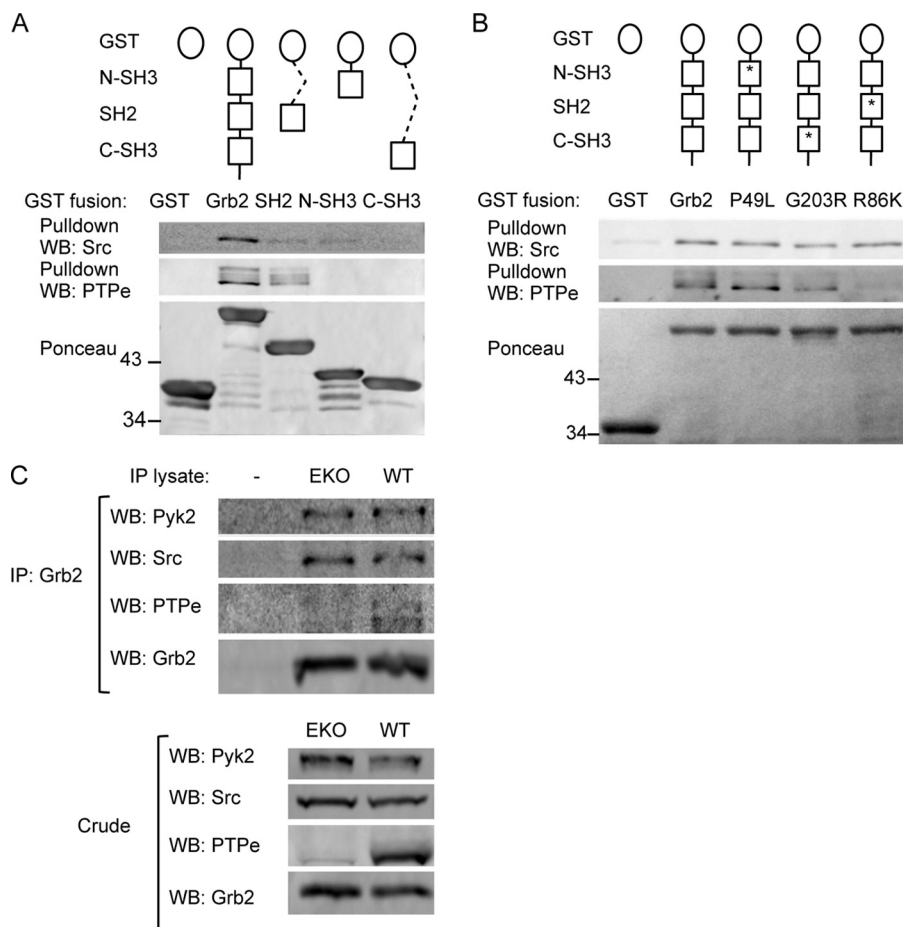 A
GST
N-SH3
SH2
C-SH3
GST fusion: GST Grb2 SH2 N-SH3 C-SH3
Pulldown
WB: Src
Pulldown
WB: PTPe
Ponceau
43
34
B
GST
N-SH3
*
SH2
*
C-SH3
*
GST fusion: GST Grb2 P49L G203R R86K
Pulldown
WB: Src
Pulldown
WB: PTPe
Ponceau
43
34
C
IP lysate: - EKO WT
IP: Grb2
WB: Pyk2
WB: Src
WB: PTPe
WB: Grb2
EKO WT
Crude
WB: Pyk2
WB: Src
WB: PTPe
WB: Grb2